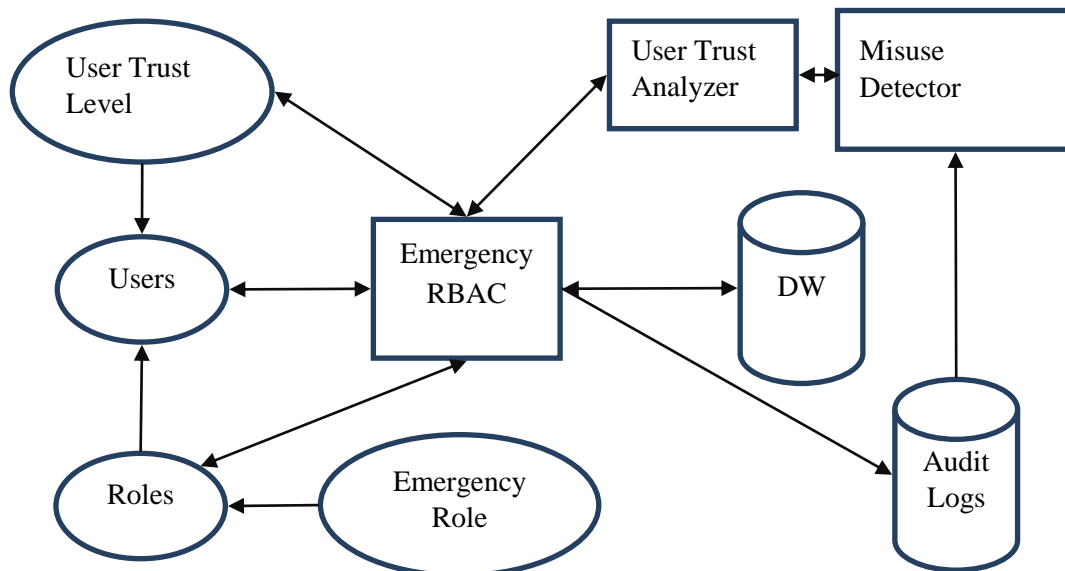 User Trust
Level
User Trust
Analyzer
Misuse
Detector
Users
Emergency
RBAC
DW
Roles
Emergency
Role
Audit
Logs